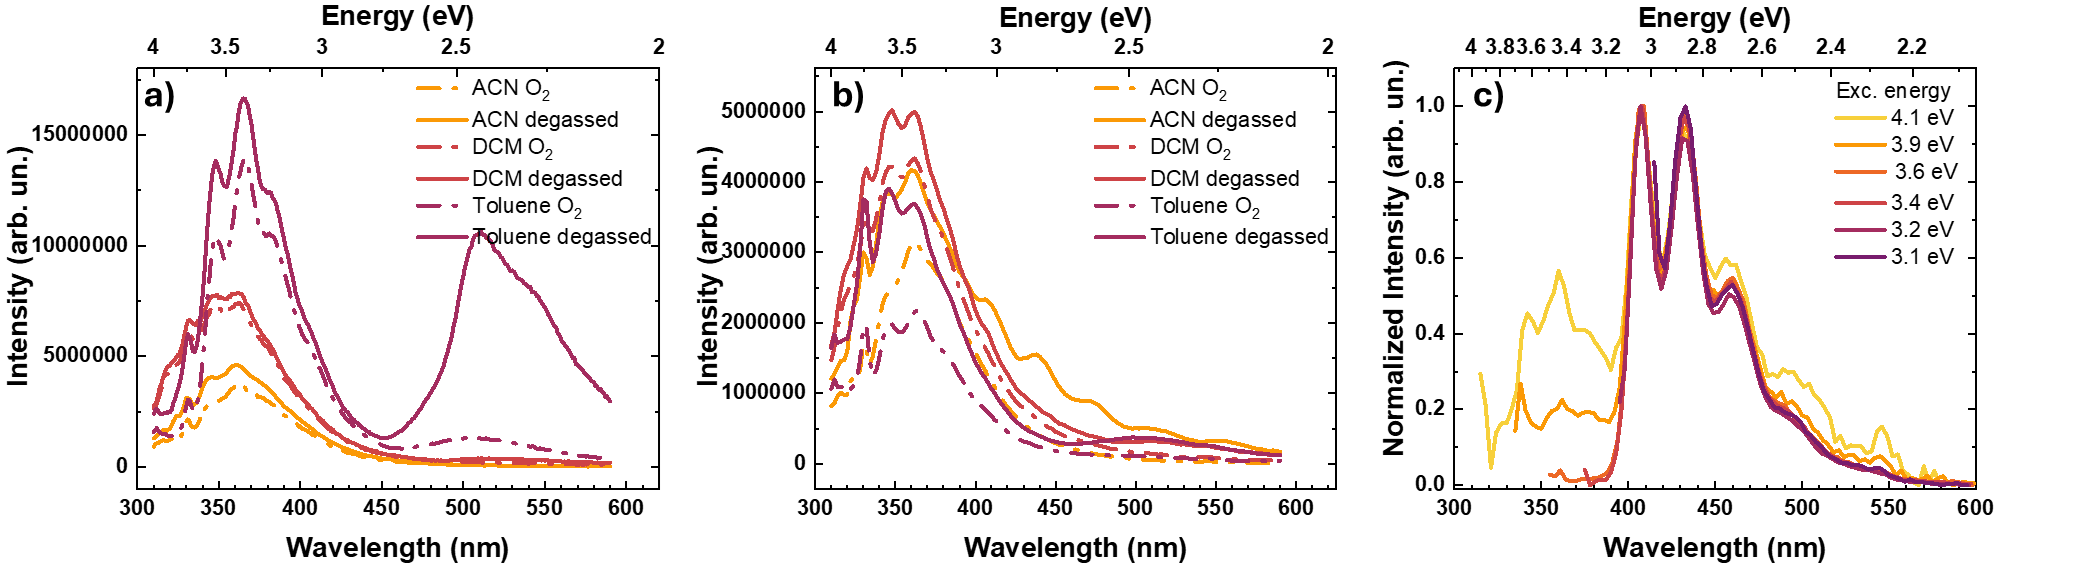 Energy (eV)
4 3.5 3 2.5 2
a)
ACN O2
ACN degassed
DCM O2
DCM degassed
Toluene O2
Toluene degassed
15000000
10000000
5000000
0
Intensity (arb. un.)
300 350 400 450 500 550 600
Wavelength (nm)
Energy (eV)
4 3.5 3 2.5 2
b)
ACN O2
ACN degassed
DCM O2
DCM degassed
Toluene O2
Toluene degassed
5000000
4000000
3000000
2000000
1000000
0
Intensity (arb. un.)
300 350 400 450 500 550 600
Wavelength (nm)
Energy (eV)
4 3.8 3.6 3.4 3.2 3 2.8 2.6 2.4 2.2
c)
Exc. energy
4.1 eV
3.9 eV
3.6 eV
3.4 eV
3.2 eV
3.1 eV
1.0
0.8
0.6
0.4
0.2
0.0
Normalized Intensity (arb. un.)
300 350 400 450 500 550 600
Wavelength (nm)